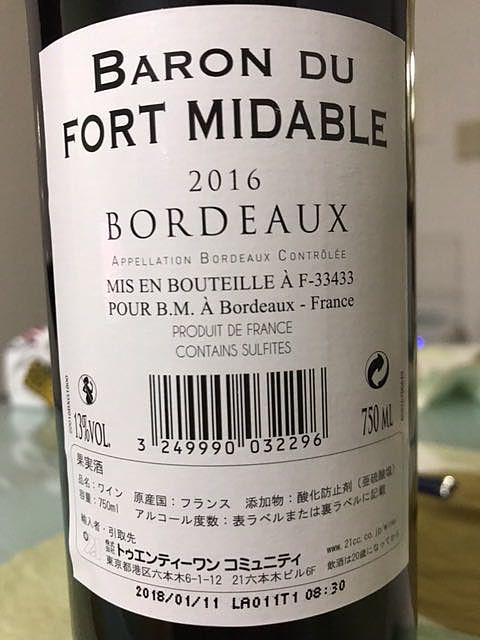 BARON DU
FORT MIDABLE
2016
BORDEAUX
APPELLATION BORDEAUX CONTRÔLÉE
MIS EN BOUTEILLE À F-33433
POUR B.M. À Bordeaux - France
PRODUIT DE FRANCE
CONTAINS SULFITES
13%VOL.
750 ML
3 249990 032296
果実酒
品名：ワイン 原産国：フランス 添加物：酸化防止剤（亜硫酸塩）
容量：750ml アルコール度数：表ラベルまたは裏ラベルに記載
輸入者・引取先
株式会社 トゥエンティーワン コミュニティ www.21cc.co.jp/wine
東京都港区六本木6-1-12 21六本木ビル6F 飲酒は20歳になってから
2018/01/11 LA011T1 08:30